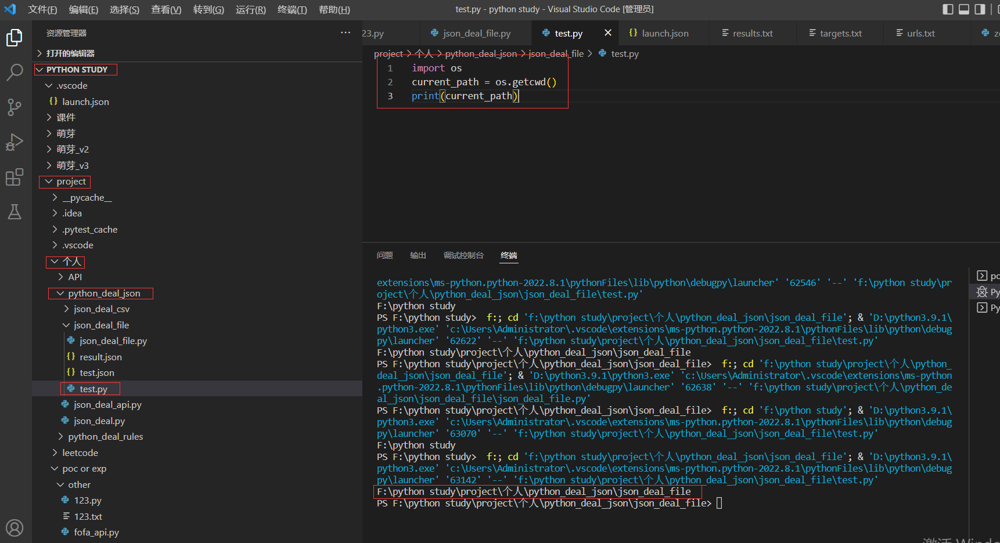 文件(F) 编辑(E) 选择(S) 查看(V) 转到(G) 运行(R) 终端(T) 帮助(H) test.py - python study - Visual Studio Code [管理员]
资源管理器 ···
打开的编辑器
PYTHON STUDY
.vscode
{} launch.json
课件
萌芽
萌芽_v2
萌芽_v3
project
__pycache__
.idea
.pytest_cache
.vscode
个人
API
python_deal_json
json_deal_csv
json_deal_file
json_deal_file.py
{} result.json
{} test.json
test.py
json_deal_api.py
json_deal.py
python_deal_rules
leetcode
poc or exp
other
123.py
123.txt
fofa_api.py
23.py json_deal_file.py test.py {} launch.json results.txt targets.txt urls.txt
project > 个人 > python_deal_json > json_deal_file > test.py
1 import os
2 current_path = os.getcwd()
3 print(current_path)
问题 输出 调试控制台 终端
extensions\ms-python.python-2022.8.1\pythonFiles\lib\python\debugpy\launcher' '62546' '--' 'f:\python study\pr
oject\个人\python_deal_json\json_deal_file\test.py'
F:\python study
PS F:\python study>  f:; cd 'f:\python study\project\个人\python_deal_json\json_deal_file'; & 'D:\python3.9.1\
python3.exe' 'c:\Users\Administrator\.vscode\extensions\ms-python.python-2022.8.1\pythonFiles\lib\python\debug
py\launcher' '62622' '--' 'f:\python study\project\个人\python_deal_json\json_deal_file\test.py'
F:\python study\project\个人\python_deal_json\json_deal_file
PS F:\python study\project\个人\python_deal_json\json_deal_file>  f:; cd 'f:\python study\project\个人\python_
deal_json\json_deal_file'; & 'D:\python3.9.1\python3.exe' 'c:\Users\Administrator\.vscode\extensions\ms-python
.python-2022.8.1\pythonFiles\lib\python\debugpy\launcher' '62638' '--' 'f:\python study\project\个人\python_de
al_json\json_deal_file\json_deal_file.py'
PS F:\python study\project\个人\python_deal_json\json_deal_file>  f:; cd 'f:\python study'; & 'D:\python3.9.1\
python3.exe' 'c:\Users\Administrator\.vscode\extensions\ms-python.python-2022.8.1\pythonFiles\lib\python\debug
py\launcher' '63070' '--' 'f:\python study\project\个人\python_deal_json\json_deal_file\test.py'
F:\python study
PS F:\python study>  f:; cd 'f:\python study\project\个人\python_deal_json\json_deal_file'; & 'D:\python3.9.1\
python3.exe' 'c:\Users\Administrator\.vscode\extensions\ms-python.python-2022.8.1\pythonFiles\lib\python\debug
py\launcher' '63142' '--' 'f:\python study\project\个人\python_deal_json\json_deal_file\test.py'
F:\python study\project\个人\python_deal_json\json_deal_file
PS F:\python study\project\个人\python_deal_json\json_deal_file>
Py
Py